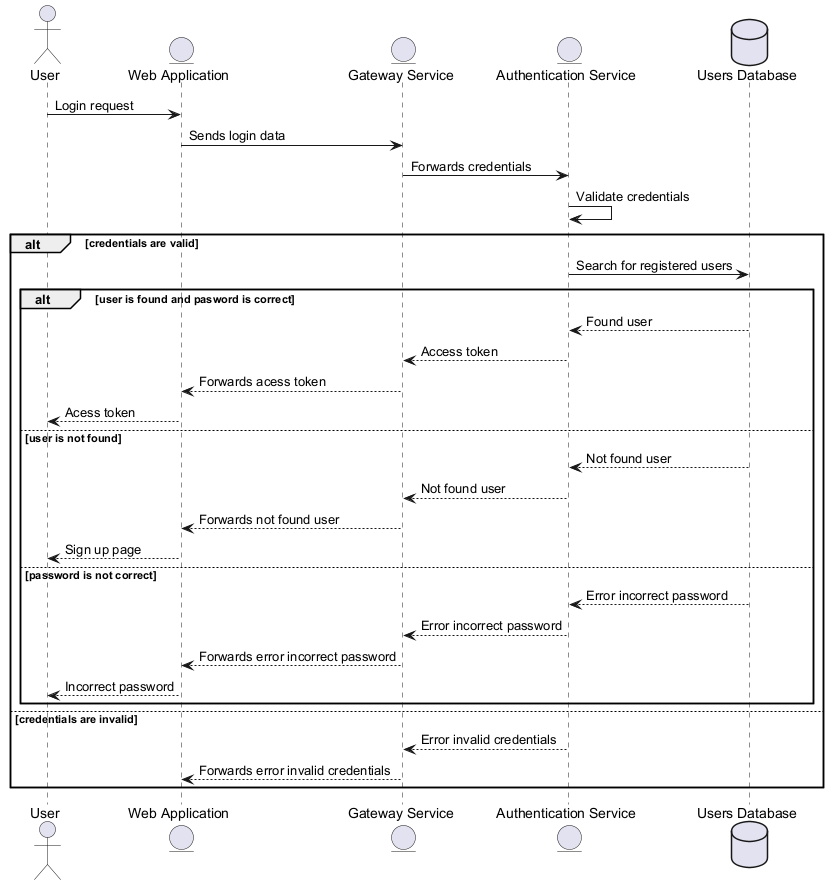 User
Web Application
Gateway Service
Authentication Service
Users Database
Login request
Sends login data
Forwards credentials
Validate credentials
alt [credentials are valid]
Search for registered users
alt [user is found and pasword is correct]
Found user
Access token
Forwards acess token
Acess token
[user is not found]
Not found user
Not found user
Forwards not found user
Sign up page
[password is not correct]
Error incorrect password
Error incorrect password
Forwards error incorrect password
Incorrect password
[credentials are invalid]
Error invalid credentials
Forwards error invalid credentials
User
Web Application
Gateway Service
Authentication Service
Users Database